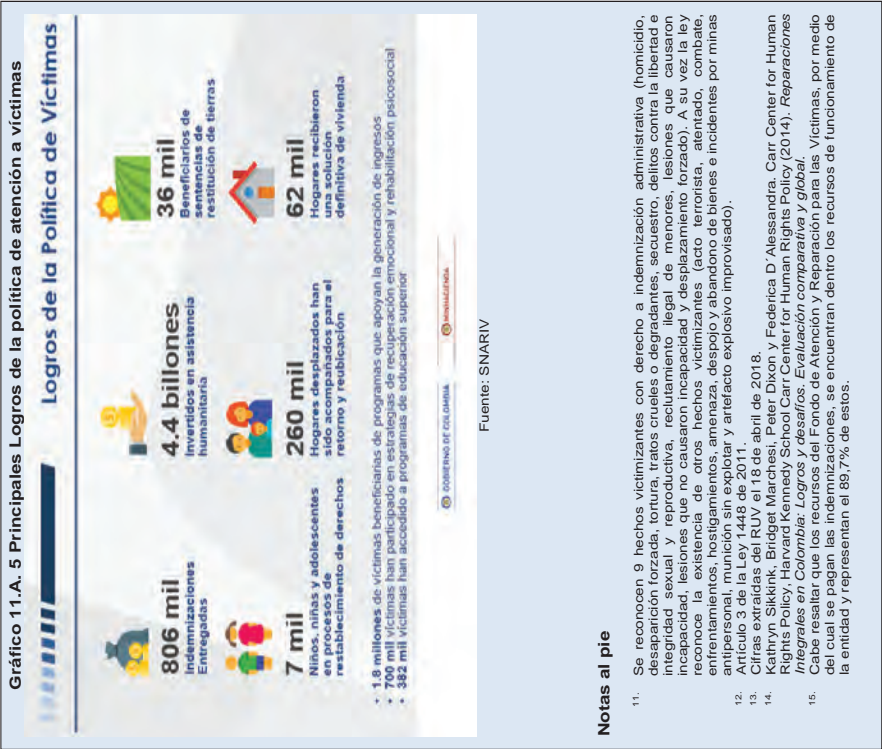 Gráfico 11.A. 5 Principales Logros de la política de atención a víctimas
Logros de la Política de Víctimas
806 mil
Indemnizaciones
Entregadas
4.4 billones
Invertidos en asistencia
humanitaria
36 mil
Beneficiarios de
sentencias de
restitución de tierras
7 mil
Niños, niñas y adolescentes
en procesos de
restablecimiento de derechos
260 mil
Hogares desplazados han
sido acompañados para el
retorno y reubicación
62 mil
Hogares recibieron
una solución
definitiva de vivienda
• 1.8 millones de víctimas beneficiarias de programas que apoyan la generación de ingresos
• 700 mil víctimas han participado en estrategias de recuperación emocional y rehabilitación psicosocial
• 382 mil víctimas han accedido a programas de educación superior
GOBIERNO DE COLOMBIA
MINHACIENDA
Fuente: SNARIV
Notas al pie
11. Se reconocen 9 hechos victimizantes con derecho a indemnización administrativa (homicidio,
desaparición forzada, tortura, tratos crueles o degradantes, secuestro, delitos contra la libertad e
integridad sexual y reproductiva, reclutamiento ilegal de menores, lesiones que causaron
incapacidad, lesiones que no causaron incapacidad y desplazamiento forzado). A su vez la ley
reconoce la existencia de otros hechos victimizantes (acto terrorista, atentado, combate,
enfrentamientos, hostigamientos, amenaza, despojo y abandono de bienes e incidentes por minas
antipersonal, munición sin explotar y artefacto explosivo improvisado).
12. Artículo 3 de la Ley 1448 de 2011.
13. Cifras extraídas del RUV el 18 de abril de 2018.
14. Kathryn Sikkink, Bridget Marchesi, Peter Dixon y Federica D´Alessandra. Carr Center for Human
Rights Policy, Harvard Kennedy School Carr Center for Human Rights Policy (2014). Reparaciones
Integrales en Colombia: Logros y desafíos. Evaluación comparativa y global.
15. Cabe resaltar que los recursos del Fondo de Atención y Reparación para las Víctimas, por medio
del cual se pagan las indemnizaciones, se encuentran dentro los recursos de funcionamiento de
la entidad y representan el 89,7% de estos.